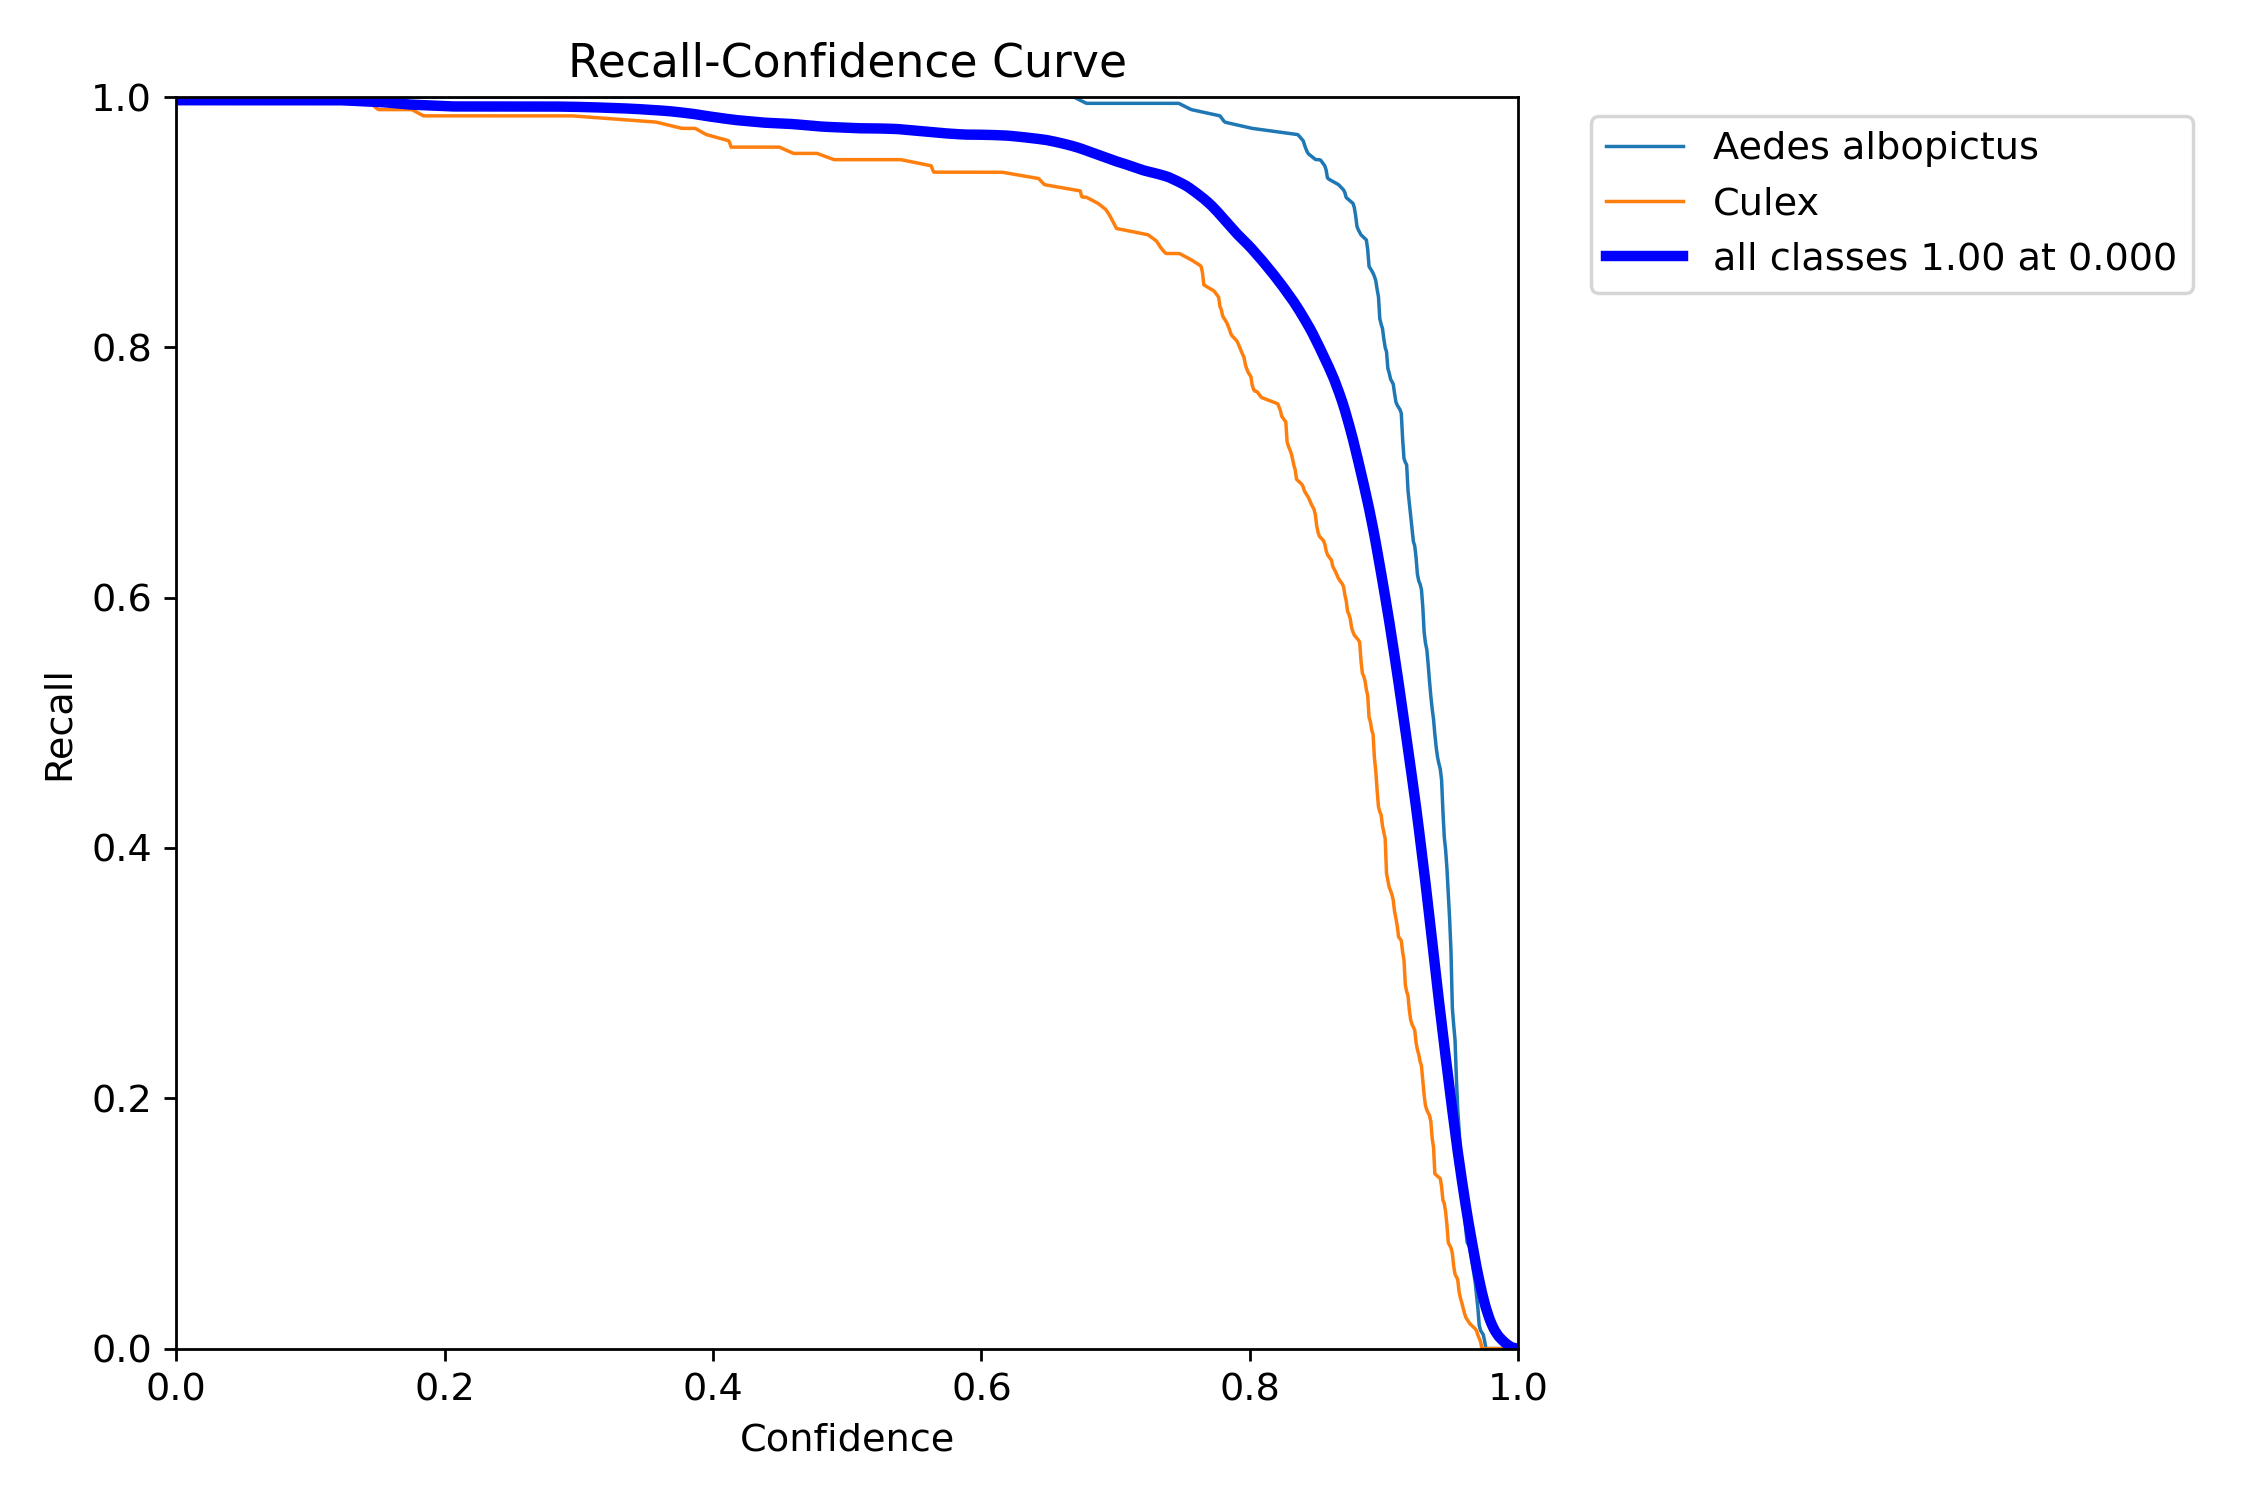 Recall-Confidence Curve
1.0
0.8
0.6
0.4
0.2
0.0
Recall
0.0 0.2 0.4 0.6 0.8 1.0
Confidence
Aedes albopictus
Culex
all classes 1.00 at 0.000